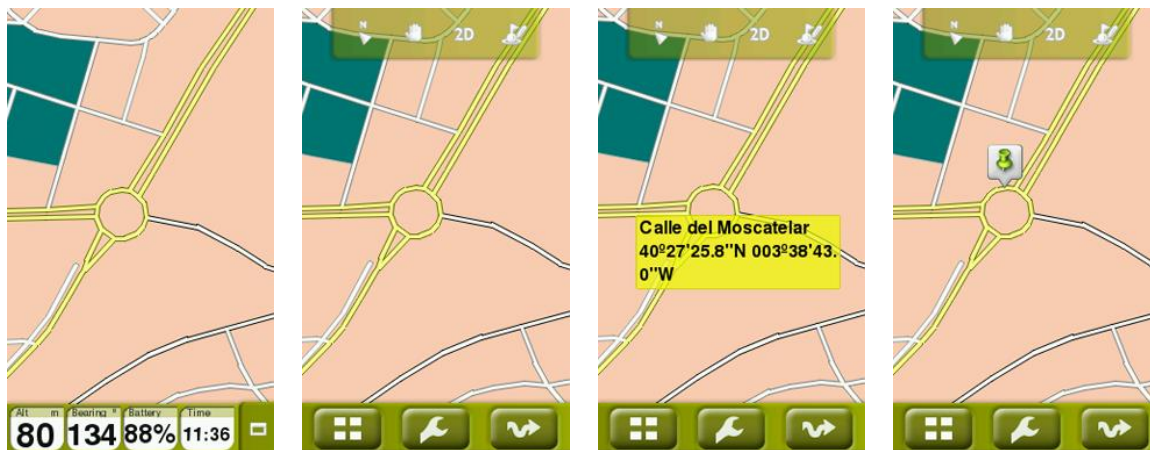 Alt m Bearing º Battery Time
80 134 88% 11:36
N 2D
N 2D
Calle del Moscatelar
40º27'25.8"N 003º38'43.
0"W
N 2D